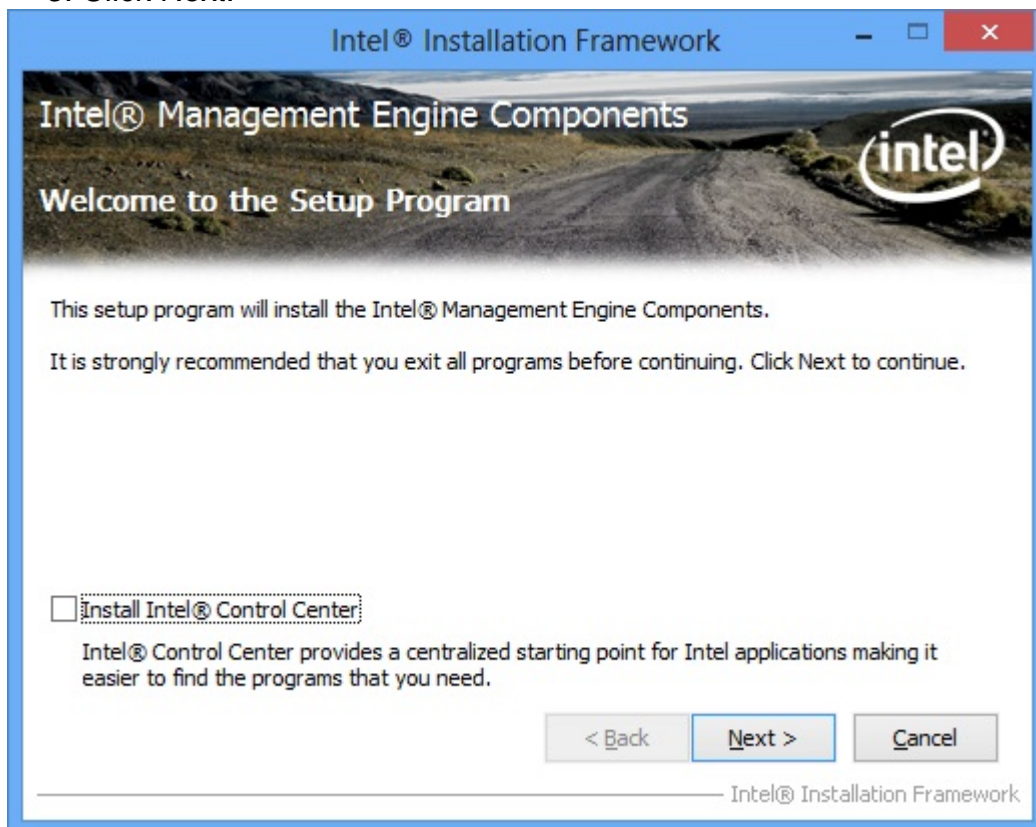 Intel® Installation Framework
Intel® Management Engine Components
intel
Welcome to the Setup Program
This setup program will install the Intel® Management Engine Components.
It is strongly recommended that you exit all programs before continuing. Click Next to continue.
Install Intel® Control Center
Intel® Control Center provides a centralized starting point for Intel applications making it
easier to find the programs that you need.
< Back Next > Cancel
Intel® Installation Framework